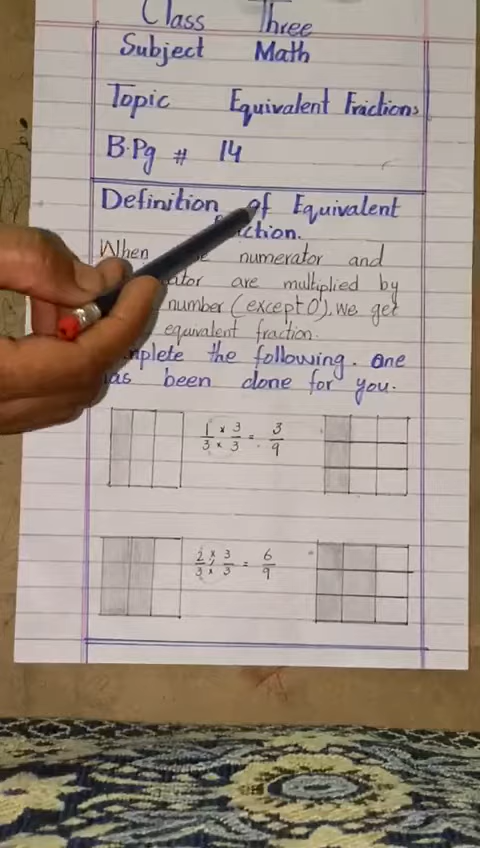 Class Three
Subject Math
Topic Equivalent Fractions
B.Pg # 14
Definition of Equivalent
When numerator and
are multiplied by
number (except 0), we get
equivalent fraction.
the following. One
been done for you.
1/3 × 3/3 = 3/9
2/3 × 3/3 = 6/9